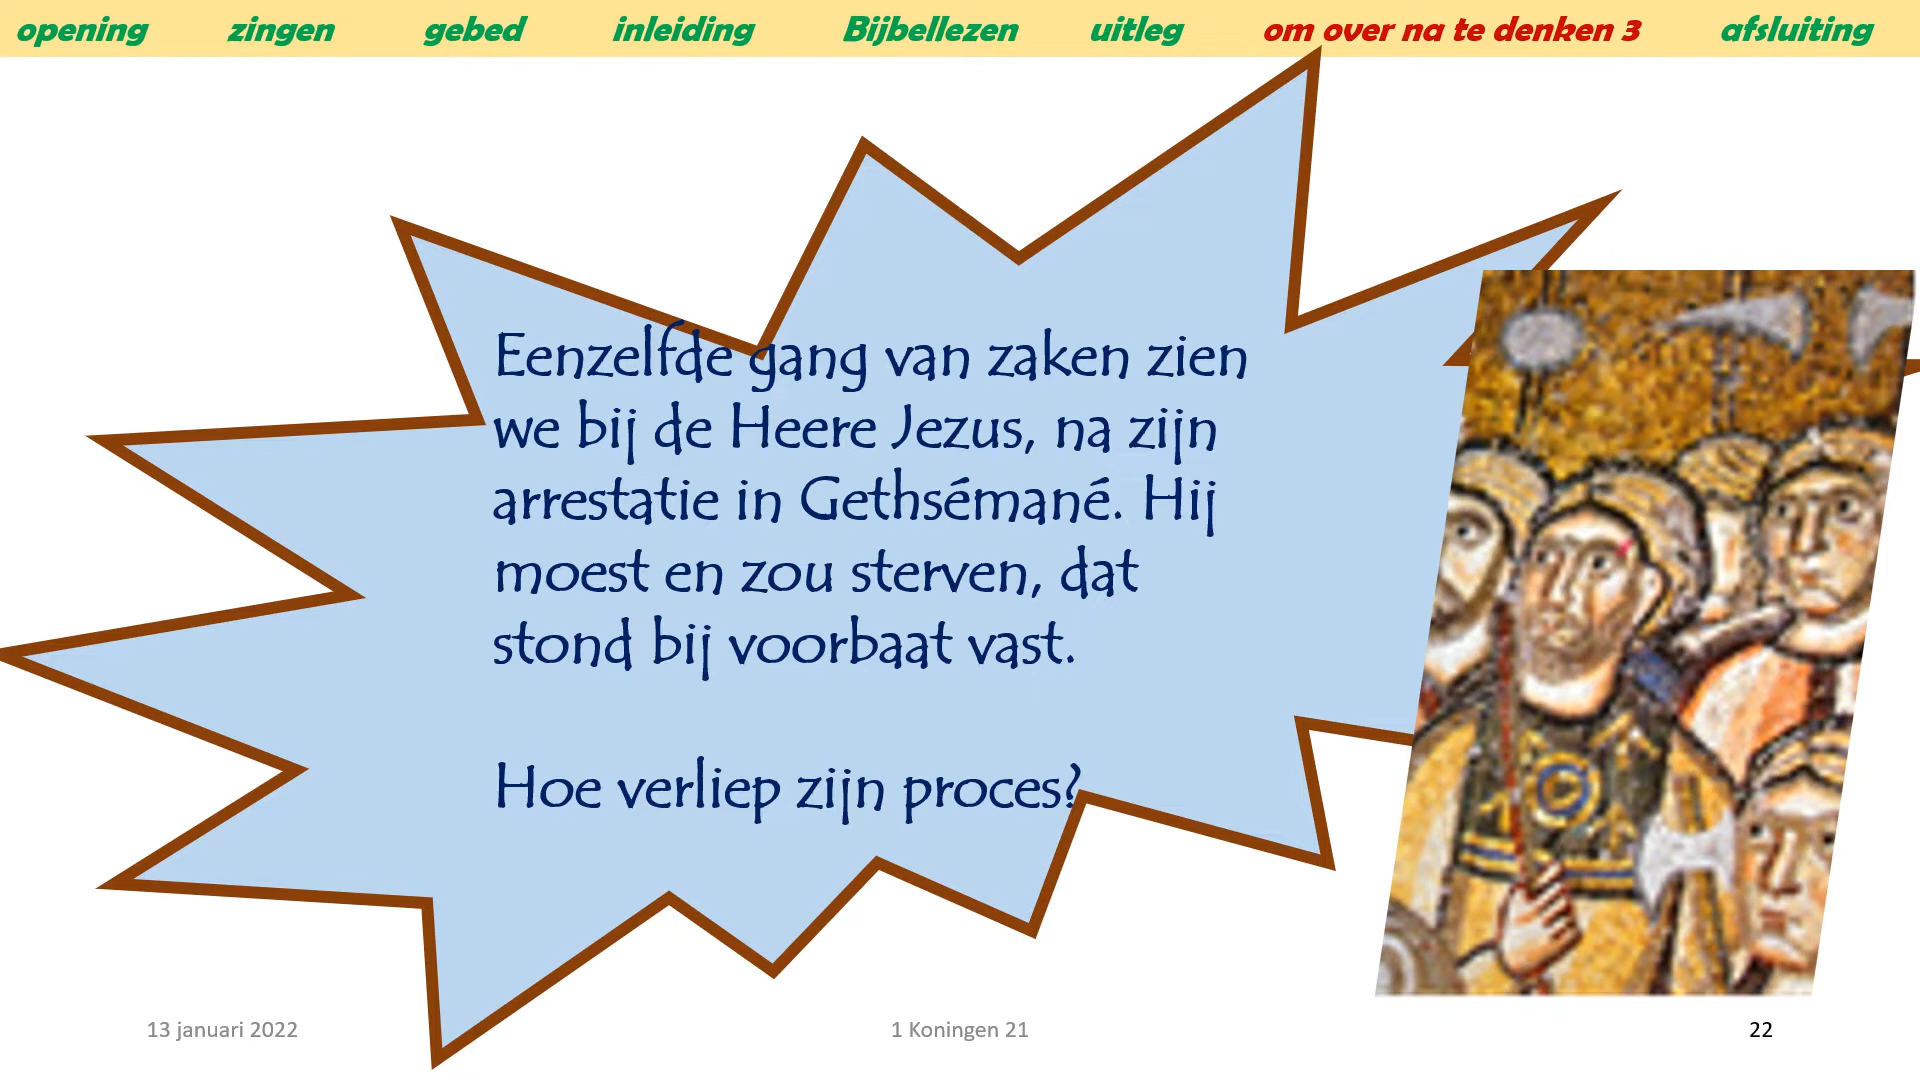 opening zingen gebed inleiding Bijbellezen uitleg om over na te denken 3 afsluiting
Eenzelfde gang van zaken zien
we bij de Heere Jezus, na zijn
arrestatie in Gethsémané. Hij
moest en zou sterven, dat
stond bij voorbaat vast.
Hoe verliep zijn proces?
13 januari 2022 1 Koningen 21 22